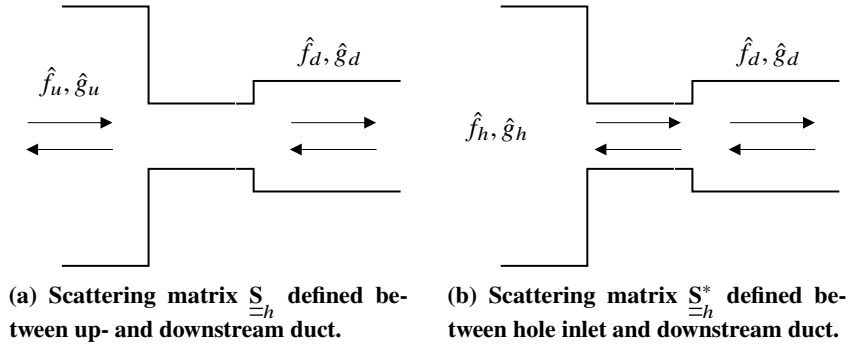 f̂_d, ĝ_d
f̂_u, ĝ_u
(a) Scattering matrix S_h defined be-
tween up- and downstream duct.
f̂_d, ĝ_d
f̂_h, ĝ_h
(b) Scattering matrix S*_h defined be-
tween hole inlet and downstream duct.